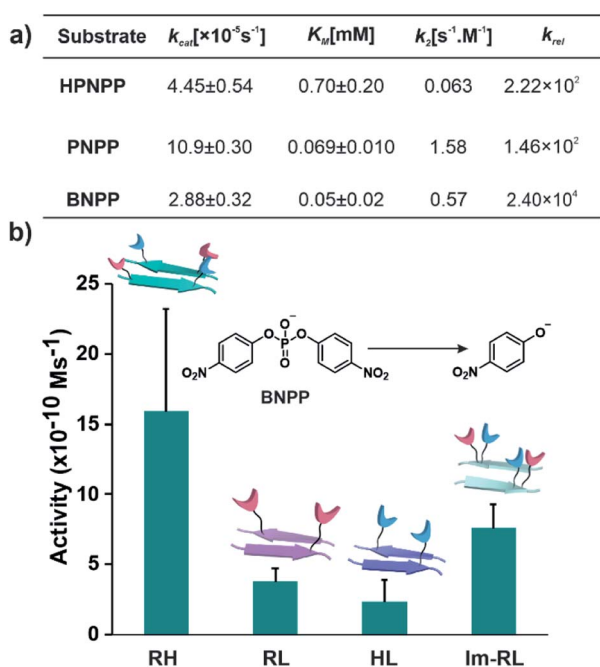 a)
Substrate k_cat[×10⁻⁵s⁻¹] K_M[mM] k₂[s⁻¹.M⁻¹] k_rel
HPNPP 4.45±0.54 0.70±0.20 0.063 2.22×10²
PNPP 10.9±0.30 0.069±0.010 1.58 1.46×10²
BNPP 2.88±0.32 0.05±0.02 0.57 2.40×10⁴
b)
Activity (x10⁻¹⁰ Ms⁻¹)
25
20
15
10
5
0
O₂N O O⁻ P O O NO₂
BNPP
O₂N O⁻
RH RL HL Im-RL